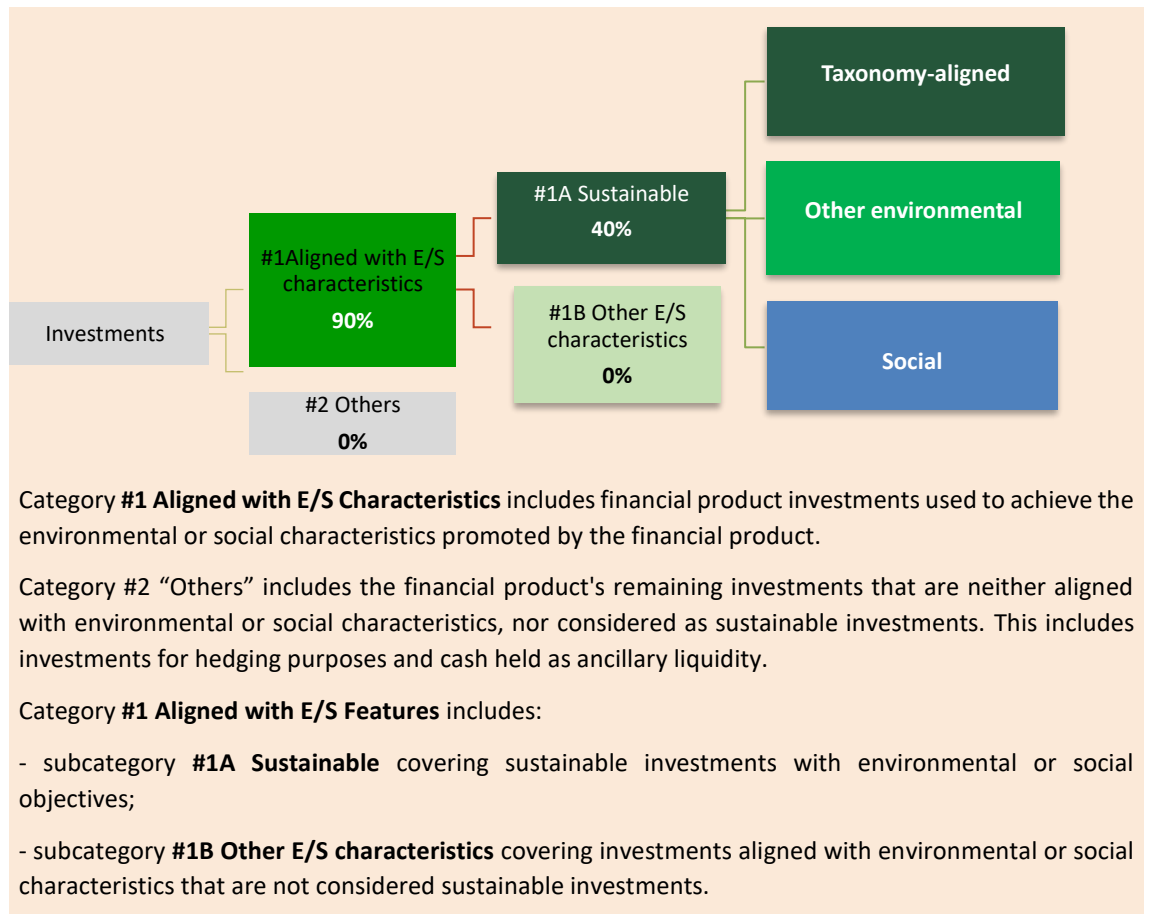 Taxonomy-aligned
#1A Sustainable
40%
Other environmental
#1Aligned with E/S
characteristics
90%
#1B Other E/S
characteristics
0%
Investments
Social
#2 Others
0%
Category #1 Aligned with E/S Characteristics includes financial product investments used to achieve the
environmental or social characteristics promoted by the financial product.
Category #2 “Others” includes the financial product's remaining investments that are neither aligned
with environmental or social characteristics, nor considered as sustainable investments. This includes
investments for hedging purposes and cash held as ancillary liquidity.
Category #1 Aligned with E/S Features includes:
- subcategory #1A Sustainable covering sustainable investments with environmental or social
objectives;
- subcategory #1B Other E/S characteristics covering investments aligned with environmental or social
characteristics that are not considered sustainable investments.